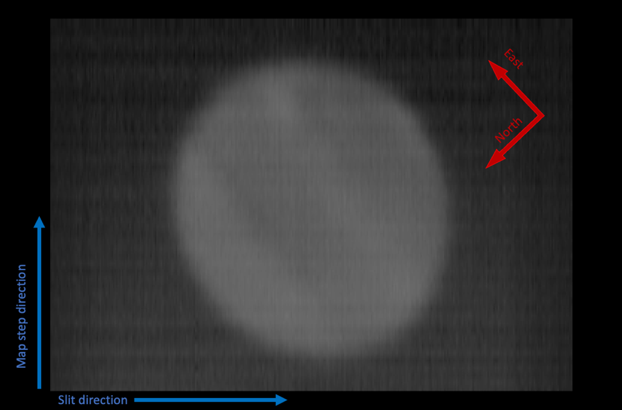 East
North
Map step direction
Slit direction